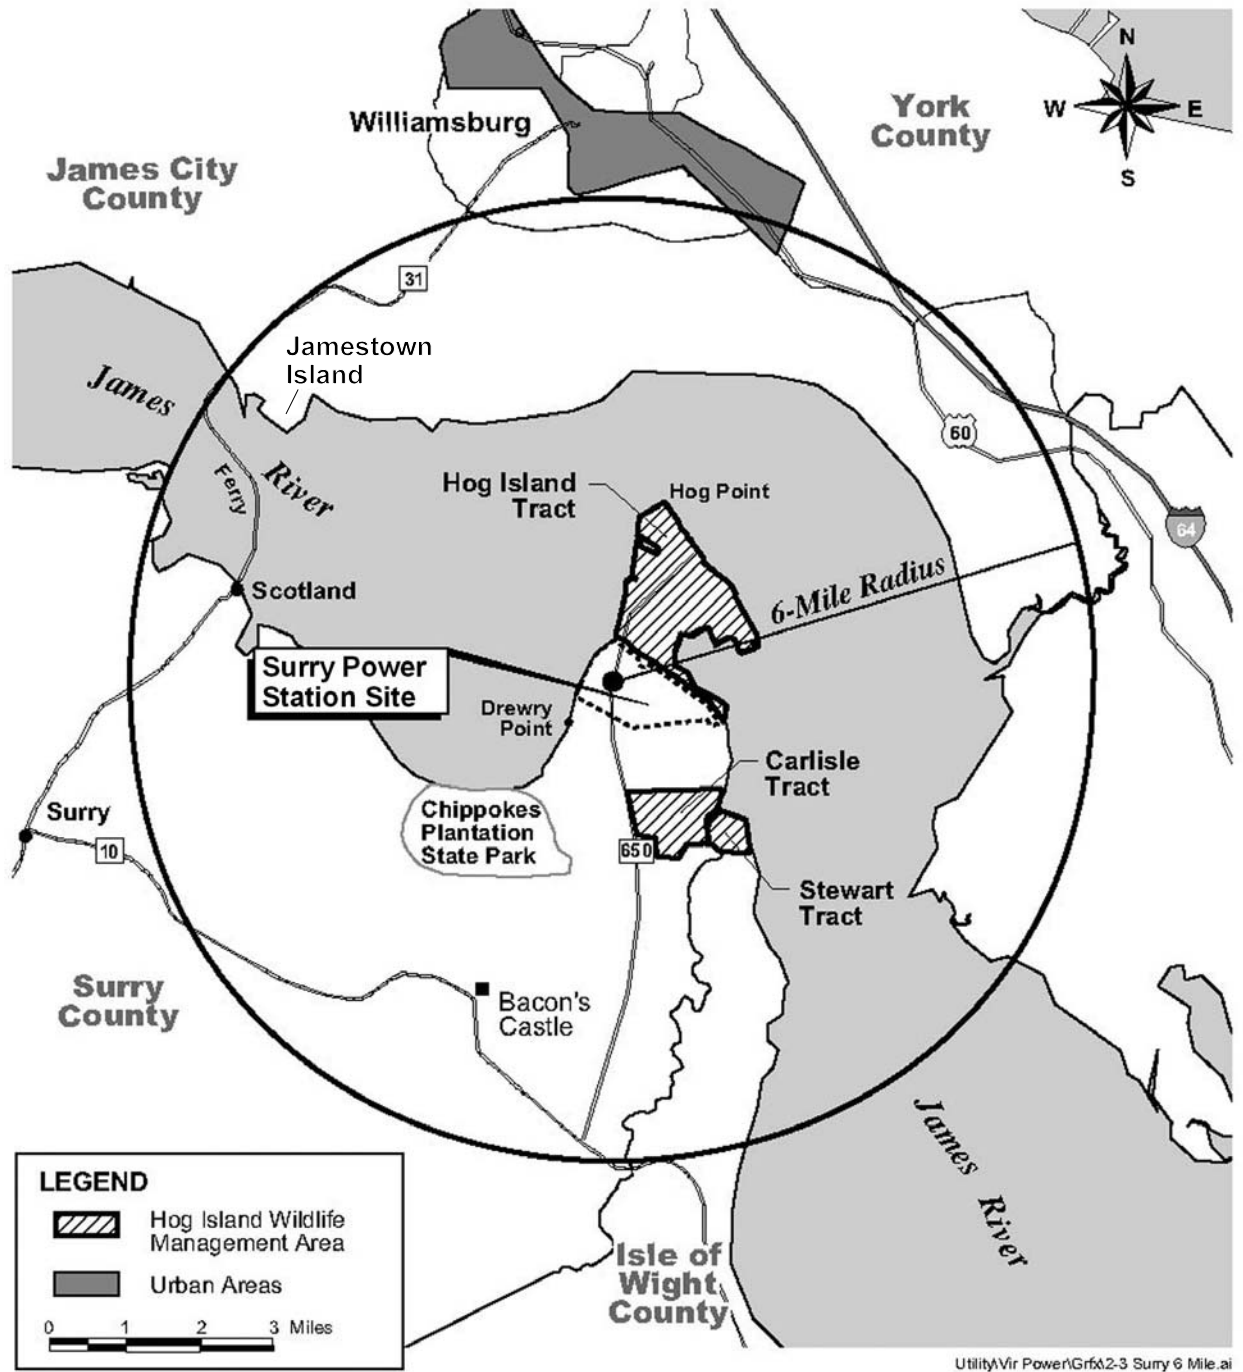 N
W
E
S
York
County
Williamsburg
James City
County
31
Jamestown
Island
James
River
Ferry
60
64
Hog Island
Tract
Hog Point
6-Mile Radius
Scotland
Surry Power
Station Site
Drewry
Point
Carlisle
Tract
Chippokes
Plantation
State Park
Surry
10
650
Stewart
Tract
Surry
County
Bacon's
Castle
James
River
Isle of
Wight
County
LEGEND
Hog Island Wildlife
Management Area
Urban Areas
0 1 2 3 Miles
Utility\Vir Power\Grfx\2-3 Surry 6 Mile.ai